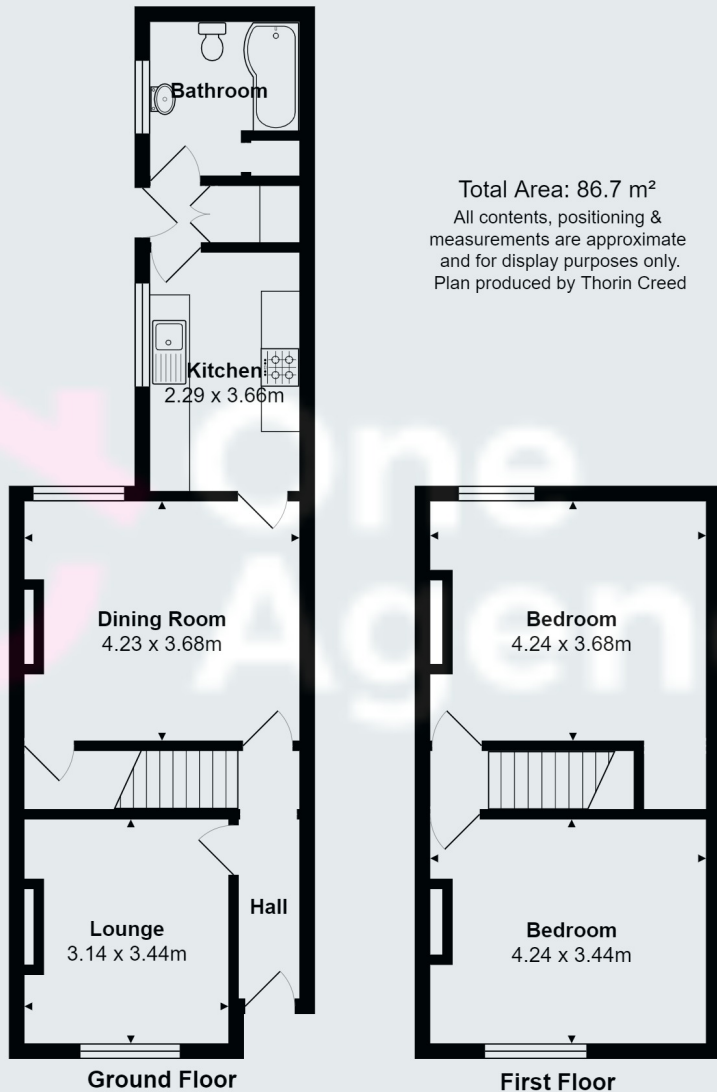 Bathroom
Total Area: 86.7 m²
All contents, positioning &
measurements are approximate
and for display purposes only.
Plan produced by Thorin Creed
Kitchen
2.29 x 3.66m
One
Agen
Dining Room
4.23 x 3.68m
Bedroom
4.24 x 3.68m
Hall
Lounge
3.14 x 3.44m
Bedroom
4.24 x 3.44m
Ground Floor
First Floor